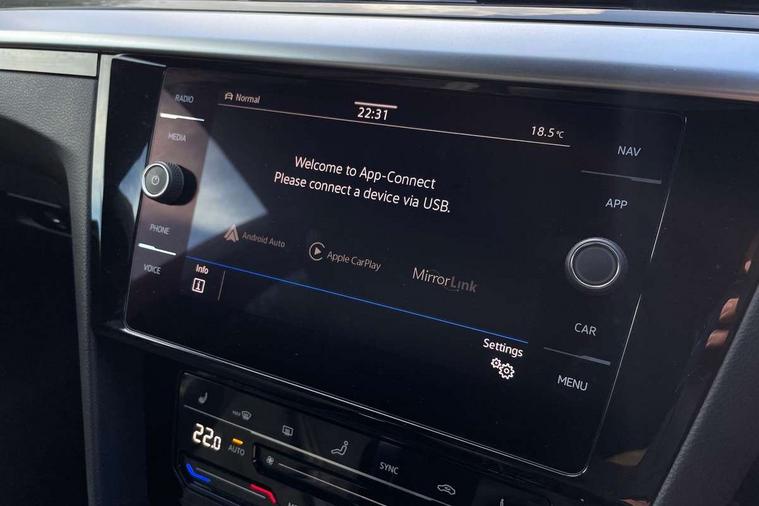 RADIO
Normal
22:31
18.5°C
NAV
MEDIA
Welcome to App-Connect
Please connect a device via USB.
APP
PHONE
Android Auto
Apple CarPlay
MirrorLink
VOICE
Info
i
Settings
CAR
MENU
22.0
AUTO
MAX
SYNC